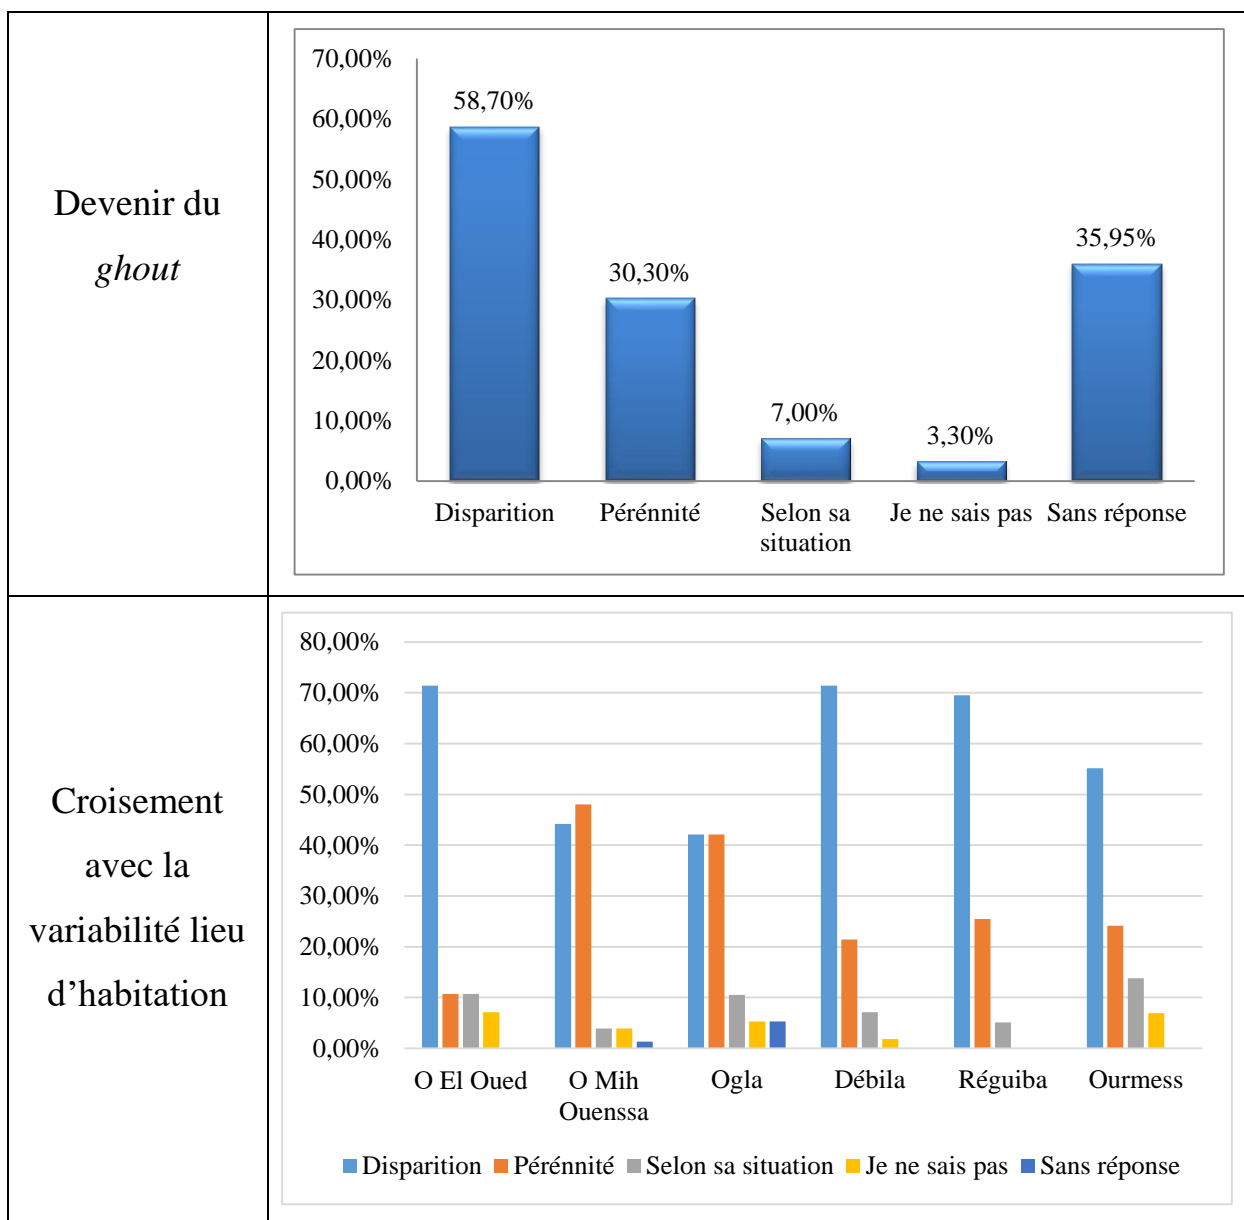 Devenir du
ghout
70,00%
60,00%
50,00%
40,00%
30,00%
20,00%
10,00%
0,00%
58,70%
30,30%
7,00%
3,30%
35,95%
Disparition
Pérénnité
Selon sa
situation
Je ne sais pas
Sans réponse
Croisement
avec la
variabilité lieu
d’habitation
80,00%
70,00%
60,00%
50,00%
40,00%
30,00%
20,00%
10,00%
0,00%
O El Oued
O Mih
Ouenssa
Ogla
Débila
Réguiba
Ourmess
Disparition Pérénnité Selon sa situation Je ne sais pas Sans réponse